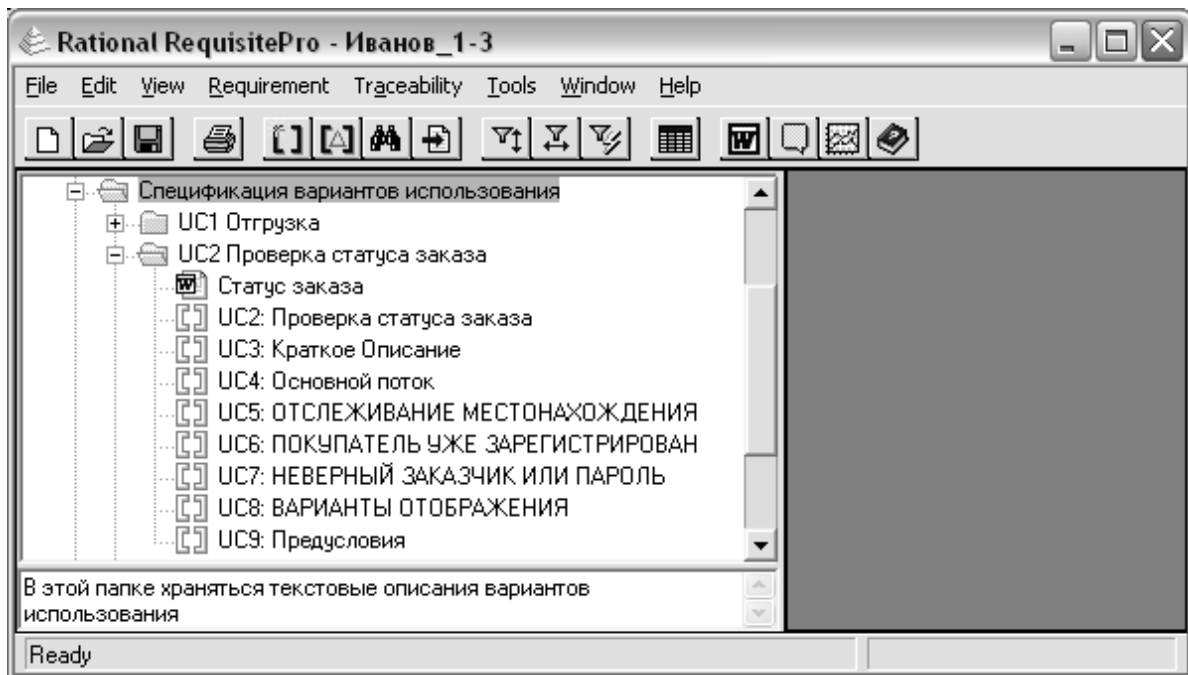 Rational RequisitePro - Иванов_1-3
File Edit View Requirement Traceability Tools Window Help
Спецификация вариантов использования
UC1 Отгрузка
UC2 Проверка статуса заказа
Статус заказа
UC2: Проверка статуса заказа
UC3: Краткое Описание
UC4: Основной поток
UC5: ОТСЛЕЖИВАНИЕ МЕСТОНАХОЖДЕНИЯ
UC6: ПОКУПАТЕЛЬ УЖЕ ЗАРЕГИСТРИРОВАН
UC7: НЕВЕРНЫЙ ЗАКАЗЧИК ИЛИ ПАРОЛЬ
UC8: ВАРИАНТЫ ОТОБРАЖЕНИЯ
UC9: Предусловия
В этой папке храняться текстовые описания вариантов
использования
Ready